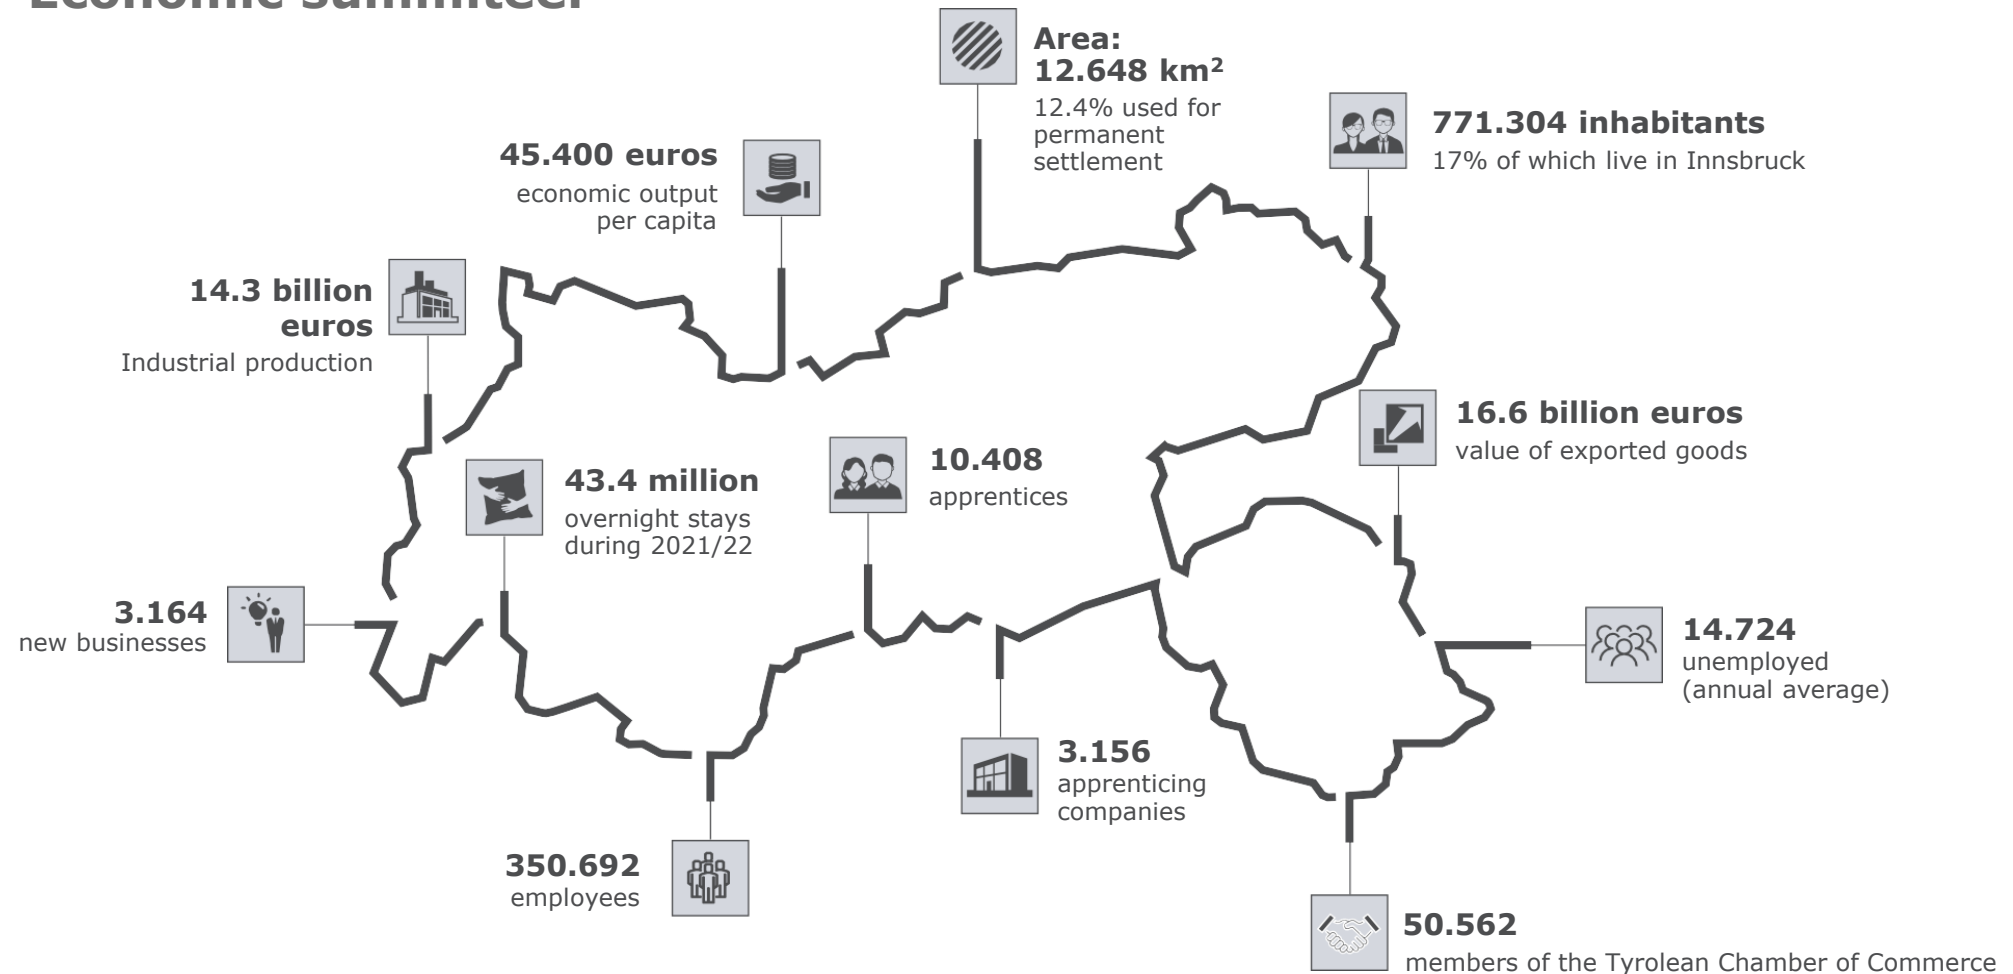 Economic Summiteer
Area:
12.648 km²
12.4% used for
permanent
settlement
771.304 inhabitants
17% of which live in Innsbruck
45.400 euros
economic output
per capita
14.3 billion
euros
Industrial production
16.6 billion euros
value of exported goods
10.408
apprentices
43.4 million
overnight stays
during 2021/22
3.164
new businesses
14.724
unemployed
(annual average)
3.156
apprenticing
companies
350.692
employees
50.562
members of the Tyrolean Chamber of Commerce